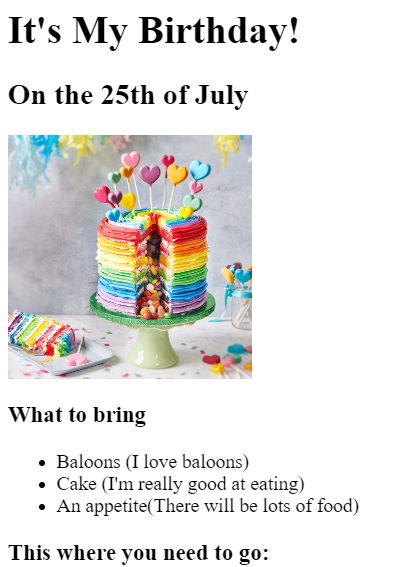 It's My Birthday!
On the 25th of July
What to bring
Baloons (I love baloons)
Cake (I'm really good at eating)
An appetite(There will be lots of food)
This where you need to go: